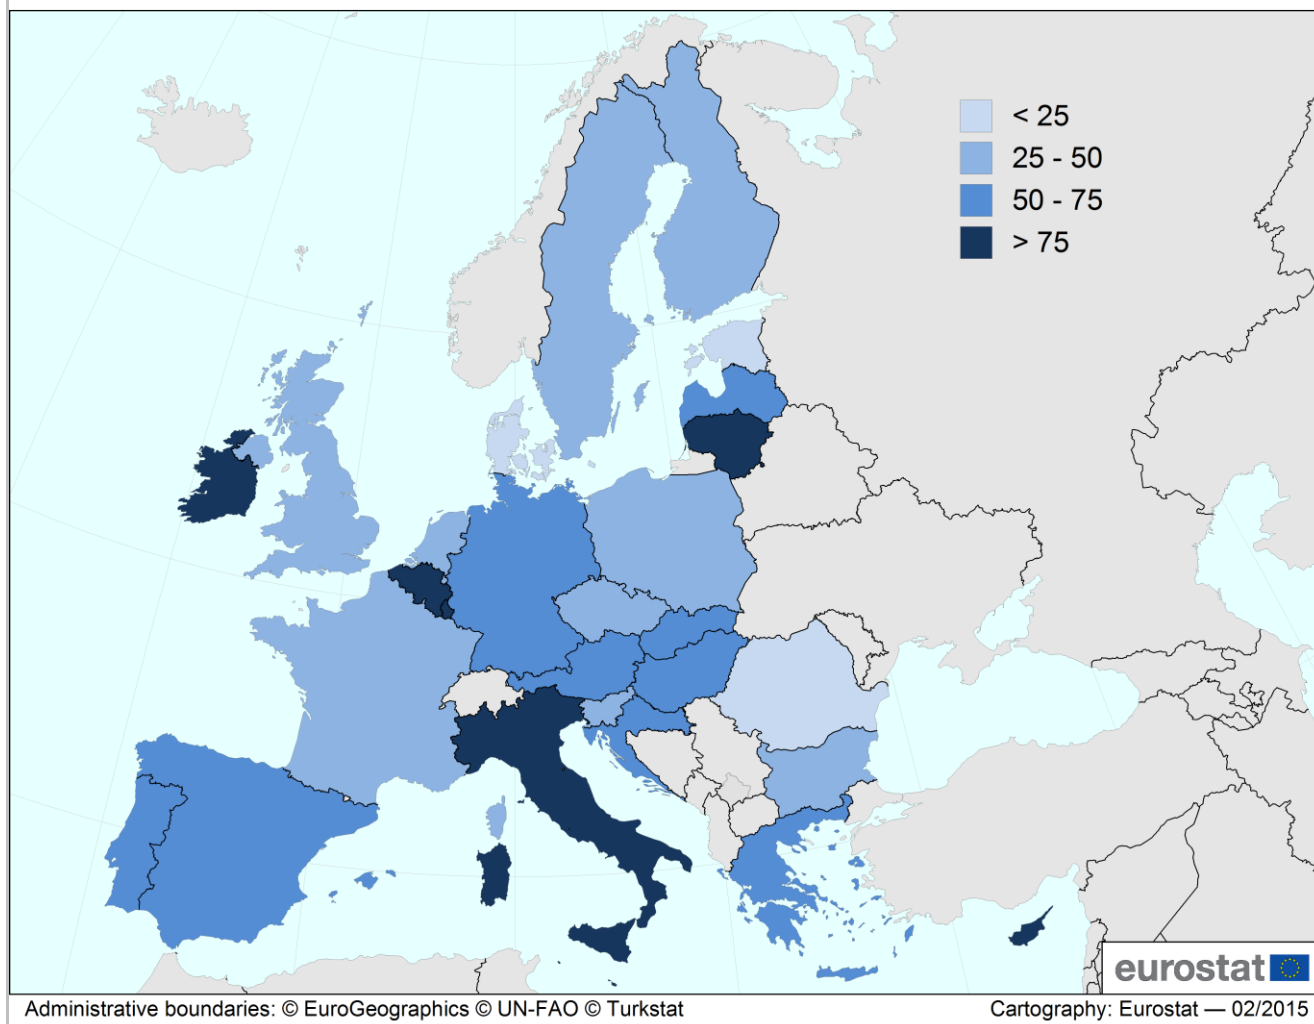 < 25
25 - 50
50 - 75
> 75
eurostat
Administrative boundaries: © EuroGeographics © UN-FAO © Turkstat
Cartography: Eurostat — 02/2015